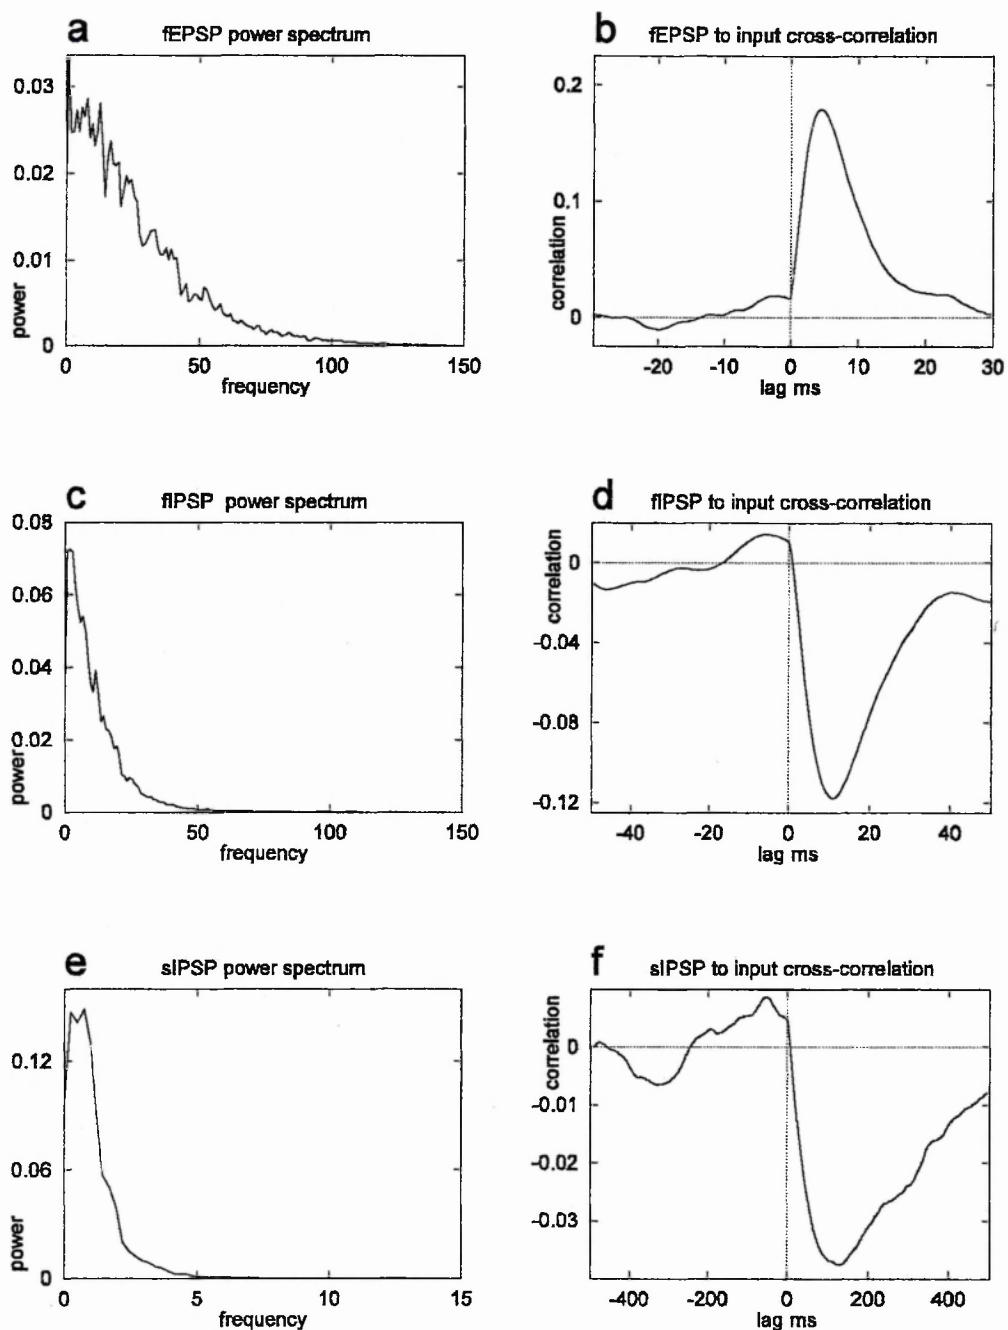 a
fEPSP power spectrum
0.03
0.02
0.01
0
power
0
50
100
150
frequency
b
fEPSP to input cross-correlation
0.2
0.1
0
correlation
-20
-10
0
10
20
30
lag ms
c
fIPSP power spectrum
0.08
0.06
0.04
0.02
0
power
0
50
100
150
frequency
d
fIPSP to input cross-correlation
0
-0.04
-0.08
-0.12
correlation
-40
-20
0
20
40
lag ms
e
sIPSP power spectrum
0.12
0.06
0
power
0
5
10
15
frequency
f
sIPSP to input cross-correlation
0
-0.01
-0.02
-0.03
correlation
-400
-200
0
200
400
lag ms